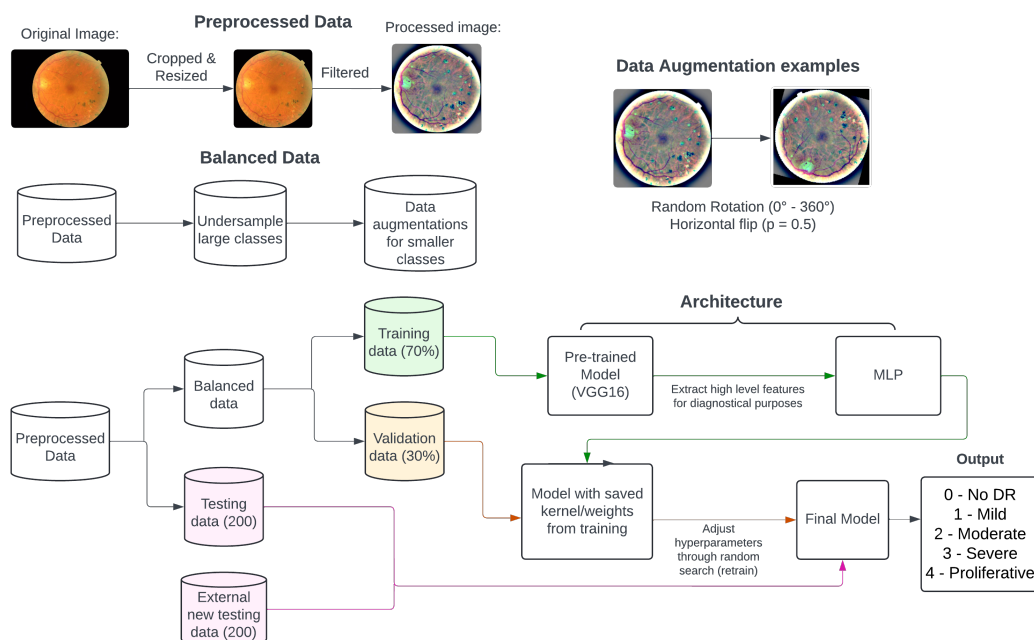 Preprocessed Data
Original Image:
Cropped &
Resized
Filtered
Processed image:
Data Augmentation examples
Random Rotation (0° - 360°)
Horizontal flip (p = 0.5)
Balanced Data
Preprocessed
Data
Undersample
large classes
Data
augmentations
for smaller
classes
Architecture
Preprocessed
Data
Balanced
data
Training
data (70%)
Validation
data (30%)
Testing
data (200)
External
new testing
data (200)
Pre-trained
Model
(VGG16)
Extract high level features
for diagnostical purposes
MLP
Model with saved
kernel/weights
from training
Adjust
hyperparameters
through random
search (retrain)
Final Model
Output
0 - No DR
1 - Mild
2 - Moderate
3 - Severe
4 - Proliferative